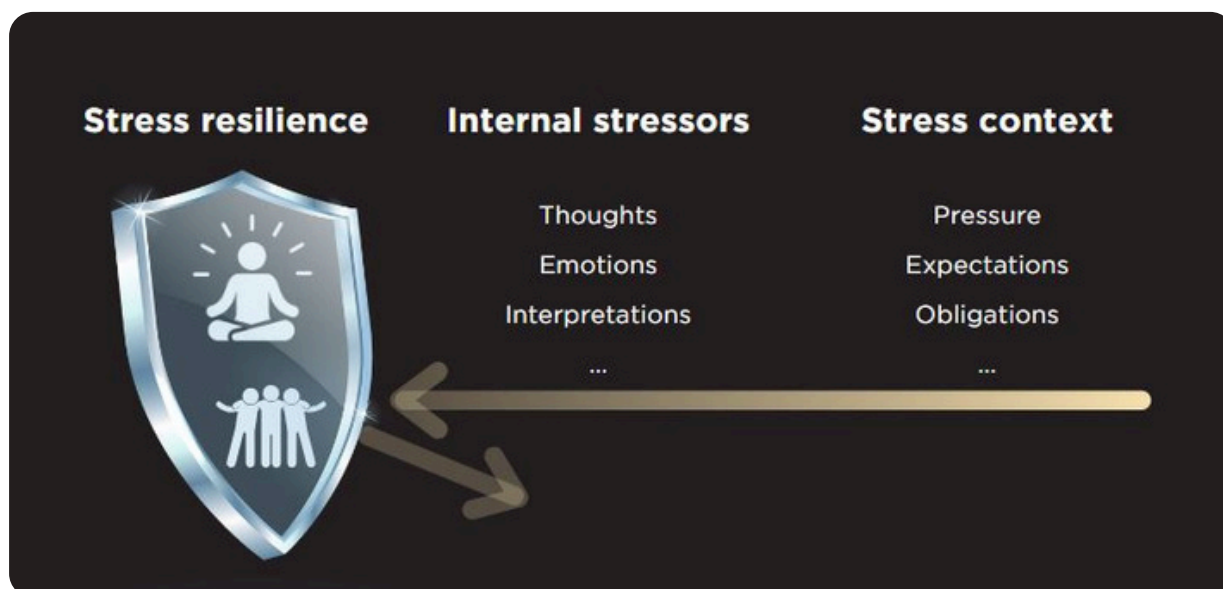 Stress resilience
Internal stressors
Stress context
Thoughts
Pressure
Emotions
Expectations
Interpretations
Obligations
...
...